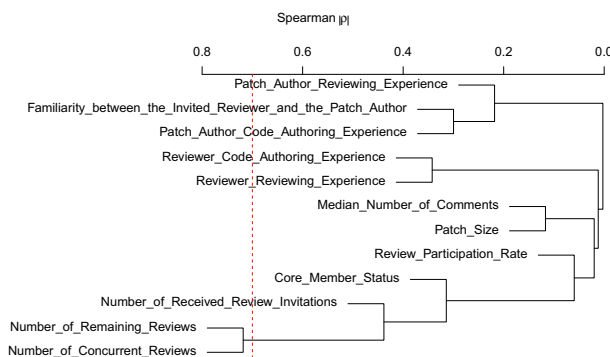 Spearman |ρ|
0.8 0.6 0.4 0.2 0.0
Patch_Author_Reviewing_Experience
Familiarity_between_the_Invited_Reviewer_and_the_Patch_Author
Patch_Author_Code_Authoring_Experience
Reviewer_Code_Authoring_Experience
Reviewer_Reviewing_Experience
Median_Number_of_Comments
Patch_Size
Review_Participation_Rate
Core_Member_Status
Number_of_Received_Review_Invitations
Number_of_Remaining_Reviews
Number_of_Concurrent_Reviews